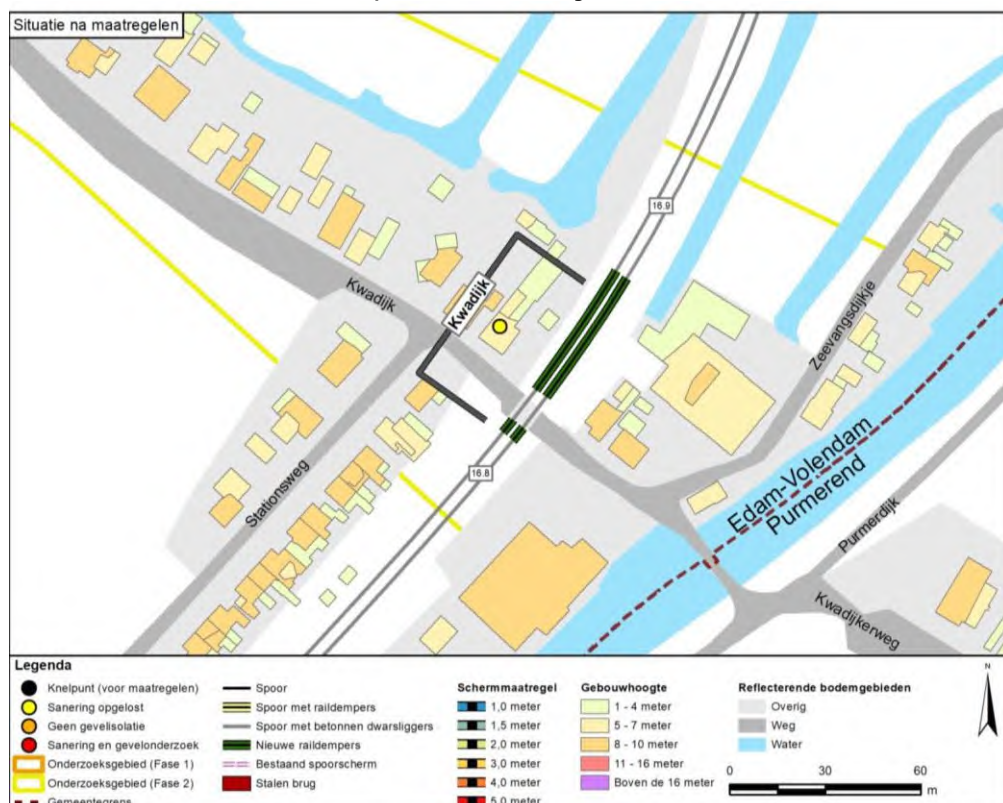 Situatie na maatregelen
16.9
Kwadijk
Kwadijk
Zeevangsdijkje
Stationsweg
16.8
Edam-Volendam
Purmerend
Purmerdijk
Kwadijkerweg
Legenda
Knelpunt (voor maatregelen)
Sanering opgelost
Geen gevelisolatie
Sanering en gevelonderzoek
Onderzoeksgebied (Fase 1)
Onderzoeksgebied (Fase 2)
Gemeentegrens
Spoor
Spoor met raildempers
Spoor met betonnen dwarsliggers
Nieuwe raildempers
Bestaand spoorscherm
Stalen brug
Schermmaatregel
1,0 meter
1,5 meter
2,0 meter
3,0 meter
4,0 meter
5,0 meter
Gebouwhoogte
1 - 4 meter
5 - 7 meter
8 - 10 meter
11 - 16 meter
Boven de 16 meter
Reflecterende bodemgebieden
Overig
Weg
Water
N
0 30 60
m